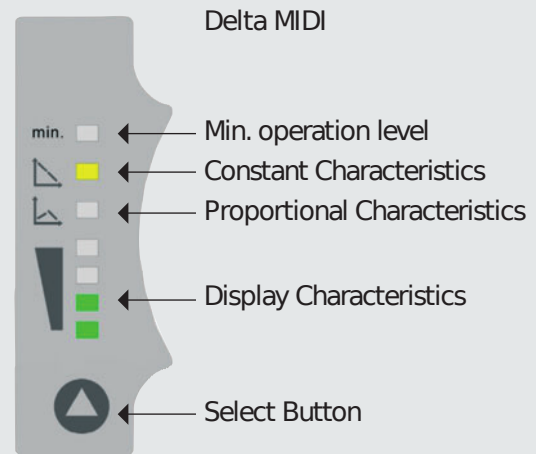 Delta MIDI
min.
Min. operation level
Constant Characteristics
Proportional Characteristics
Display Characteristics
Select Button